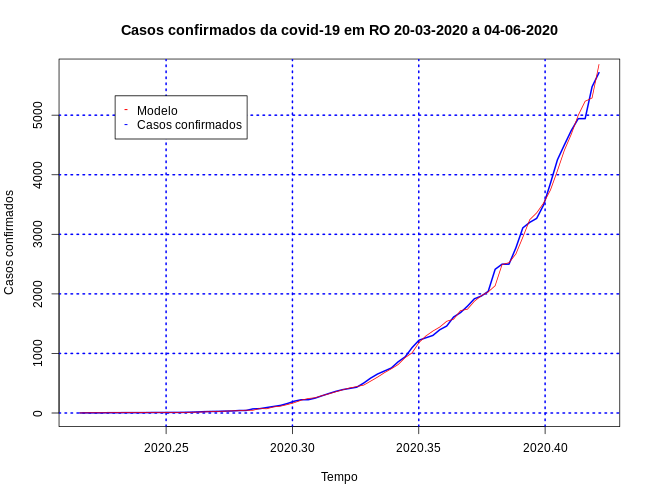 Casos confirmados da covid-19 em RO 20-03-2020 a 04-06-2020
Modelo
Casos confirmados
Casos confirmados
5000
4000
3000
2000
1000
0
2020.25 2020.30 2020.35 2020.40
Tempo